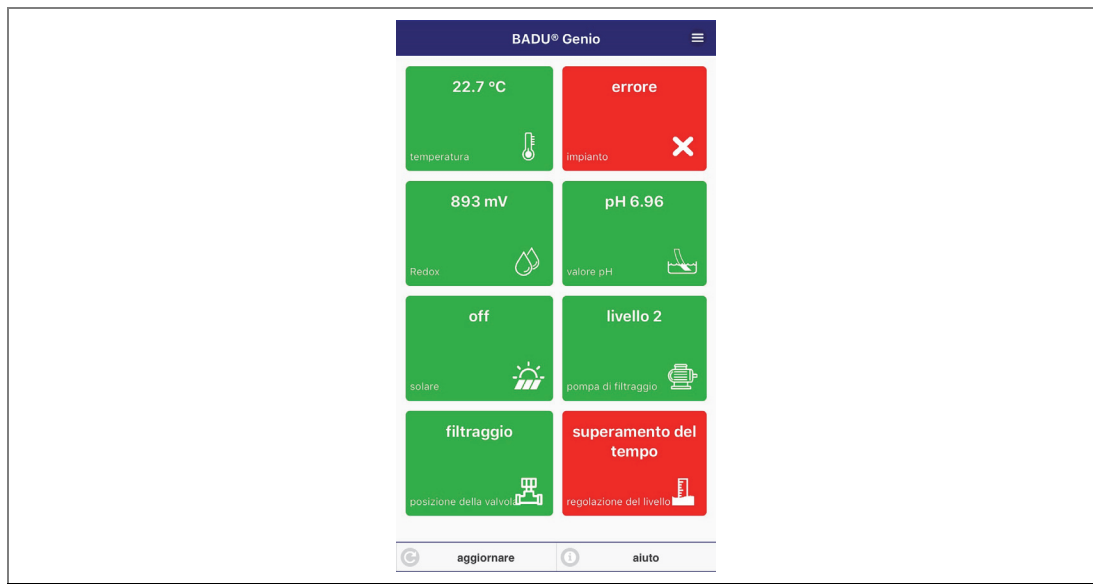 BADU® Genio
22.7 °C
temperatura
errore
impianto
893 mV
Redox
pH 6.96
valore pH
off
solare
livello 2
pompa di filtraggio
filtraggio
posizione della valvola
superamento del
tempo
regolazione del livello
aggiornare
aiuto